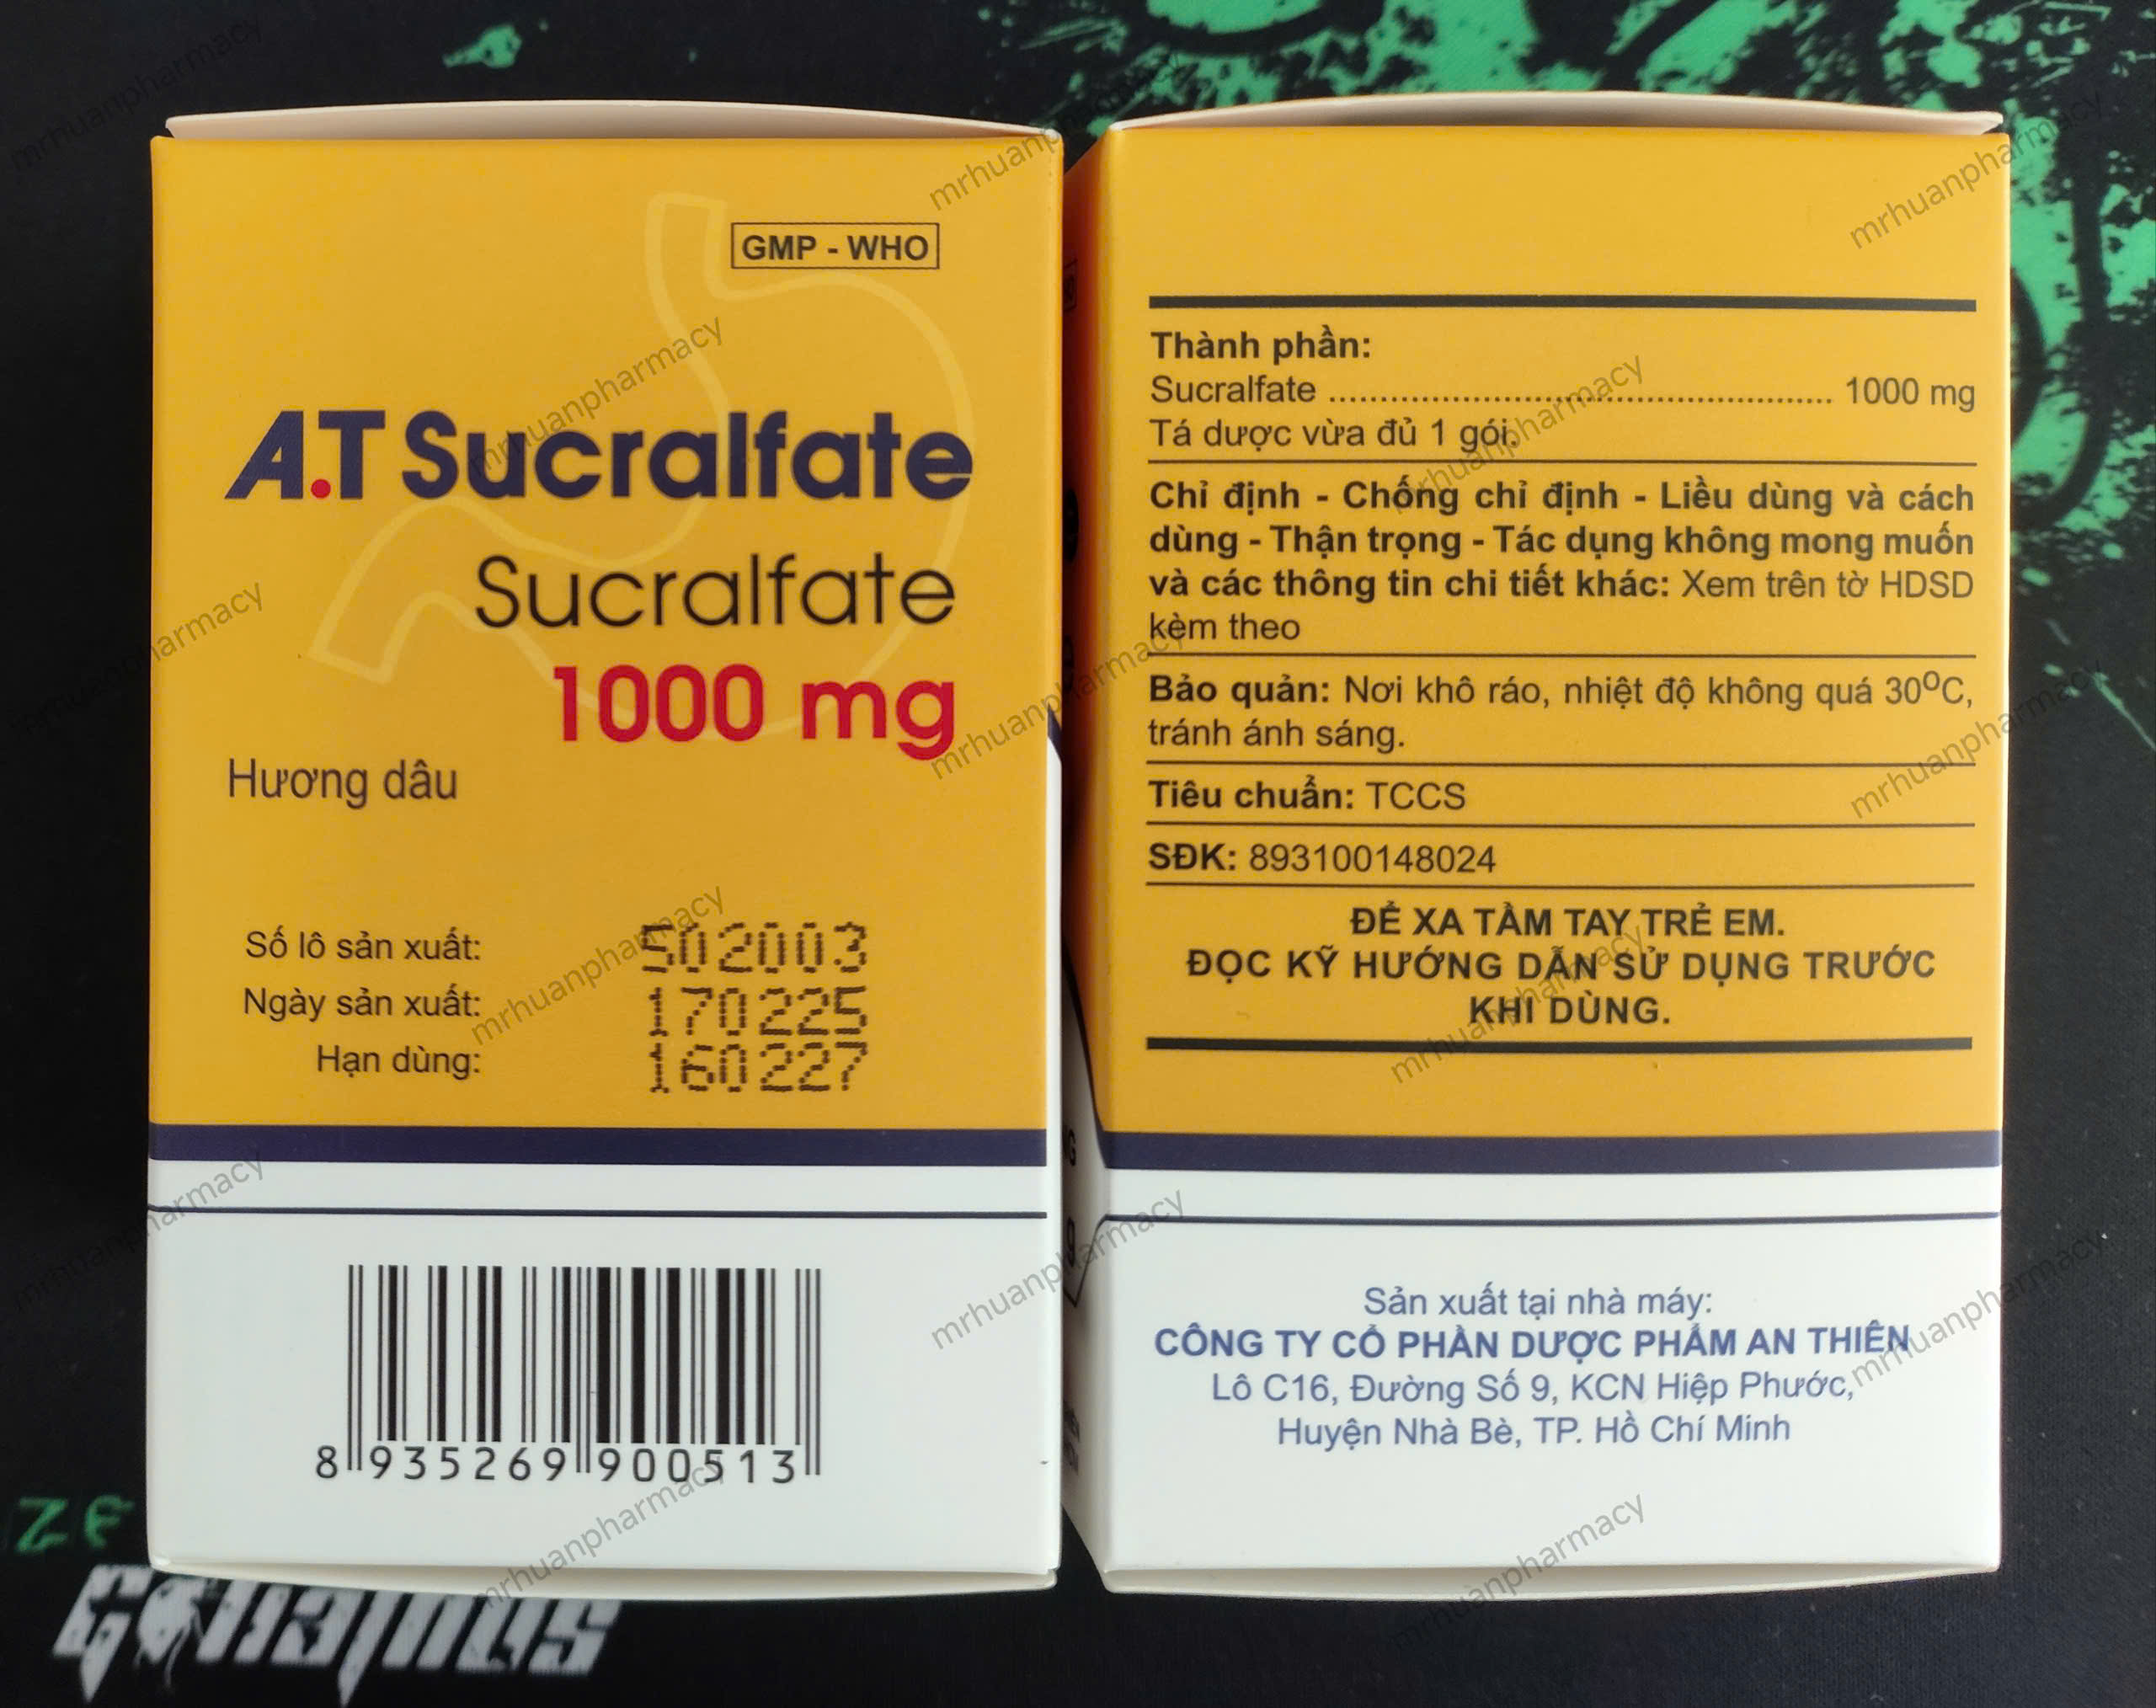 GMP - WHO
A.T Sucralfate
Sucralfate
1000 mg
Hương dâu
Số lô sản xuất: 502003
Ngày sản xuất: 170225
Hạn dùng: 160227
8 935269 900513
Thành phần:
Sucralfate ........................................................ 1000 mg
Tá dược vừa đủ 1 gói.
Chỉ định - Chống chỉ định - Liều dùng và cách
dùng - Thận trọng - Tác dụng không mong muốn
và các thông tin chi tiết khác: Xem trên tờ HDSD
kèm theo
Bảo quản: Nơi khô ráo, nhiệt độ không quá 30ºC,
tránh ánh sáng.
Tiêu chuẩn: TCCS
SĐK: 893100148024
ĐỂ XA TẦM TAY TRẺ EM.
ĐỌC KỸ HƯỚNG DẪN SỬ DỤNG TRƯỚC
KHI DÙNG.
Sản xuất tại nhà máy:
CÔNG TY CỔ PHẦN DƯỢC PHẨM AN THIÊN
Lô C16, Đường Số 9, KCN Hiệp Phước,
Huyện Nhà Bè, TP. Hồ Chí Minh
mrhuanpharmacy